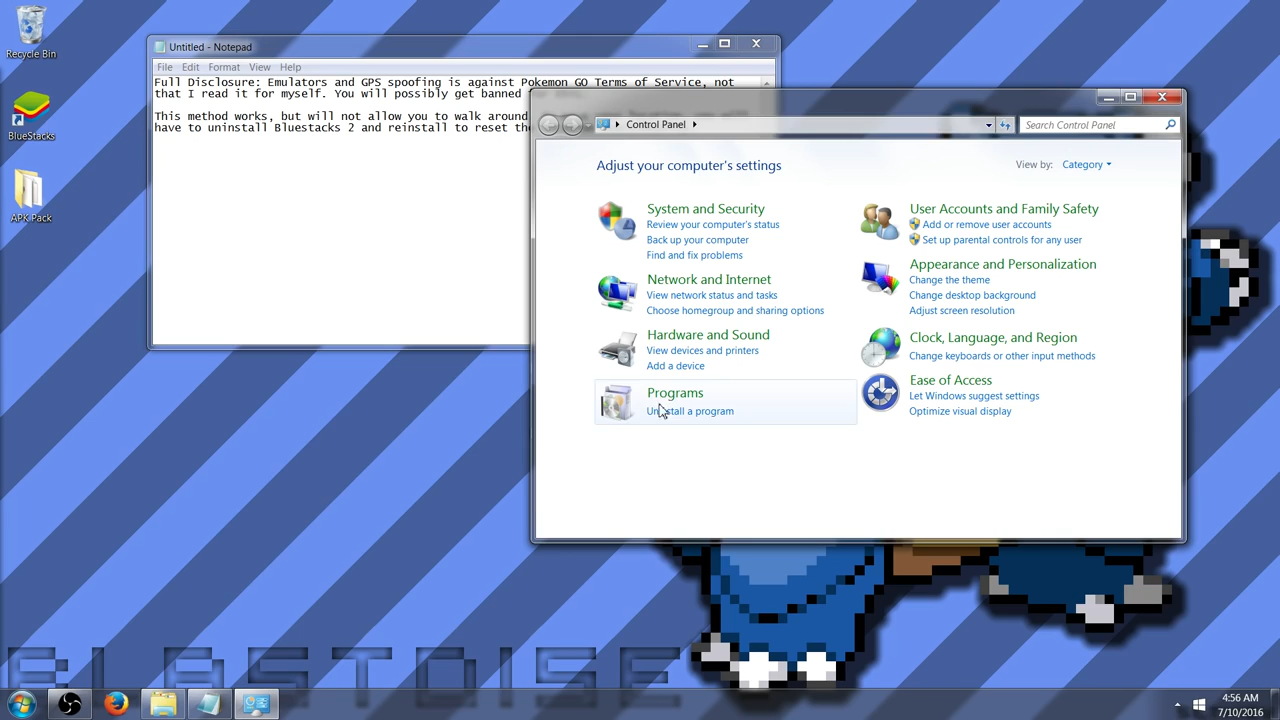 Recycle Bin
BlueStacks
APK Pack
Untitled - Notepad
File Edit Format View Help
Full Disclosure: Emulators and GPS spoofing is against Pokemon GO Terms of Service, not
that I read it for myself. You will possibly get banned
This method works, but will not allow you to walk around
have to uninstall Bluestacks 2 and reinstall to reset the
Control Panel
Search Control Panel
Adjust your computer's settings
View by: Category
System and Security
Review your computer's status
Back up your computer
Find and fix problems
Network and Internet
View network status and tasks
Choose homegroup and sharing options
Hardware and Sound
View devices and printers
Add a device
Programs
Uninstall a program
User Accounts and Family Safety
Add or remove user accounts
Set up parental controls for any user
Appearance and Personalization
Change the theme
Change desktop background
Adjust screen resolution
Clock, Language, and Region
Change keyboards or other input methods
Ease of Access
Let Windows suggest settings
Optimize visual display
BLASTOISE
4:56 AM
7/10/2016